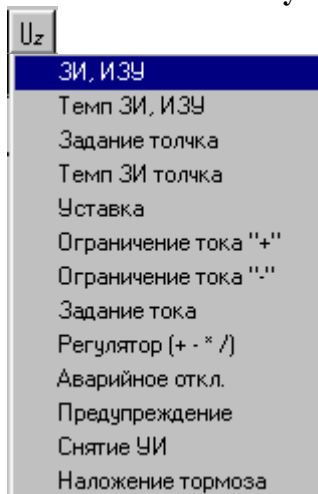 Uz
ЗИ, ИЗУ
Темп ЗИ, ИЗУ
Задание толчка
Темп ЗИ толчка
Уставка
Ограничение тока "+"
Ограничение тока "-"
Задание тока
Регулятор (+ - * /)
Аварийное откл.
Предупреждение
Снятие УИ
Наложение тормоза